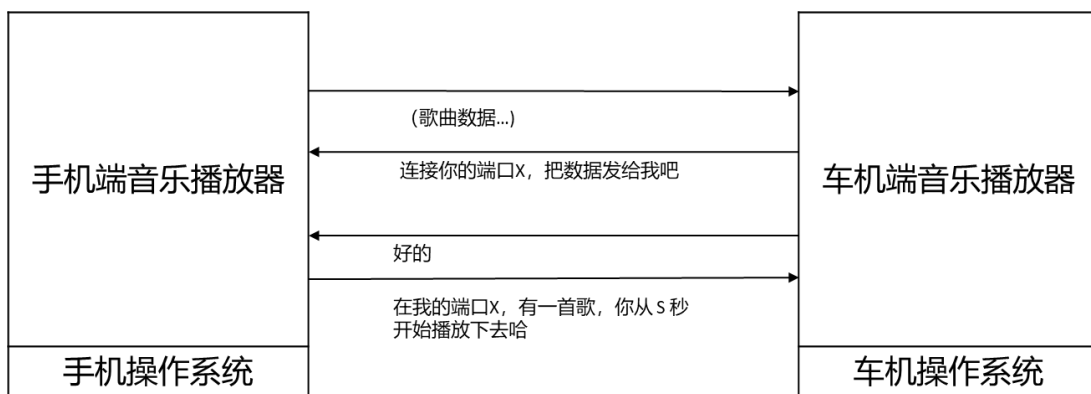 （歌曲数据...)
手机端音乐播放器
连接你的端口X，把数据发给我吧
车机端音乐播放器
好的
在我的端口X，有一首歌，你从 S 秒
开始播放下去哈
手机操作系统
车机操作系统